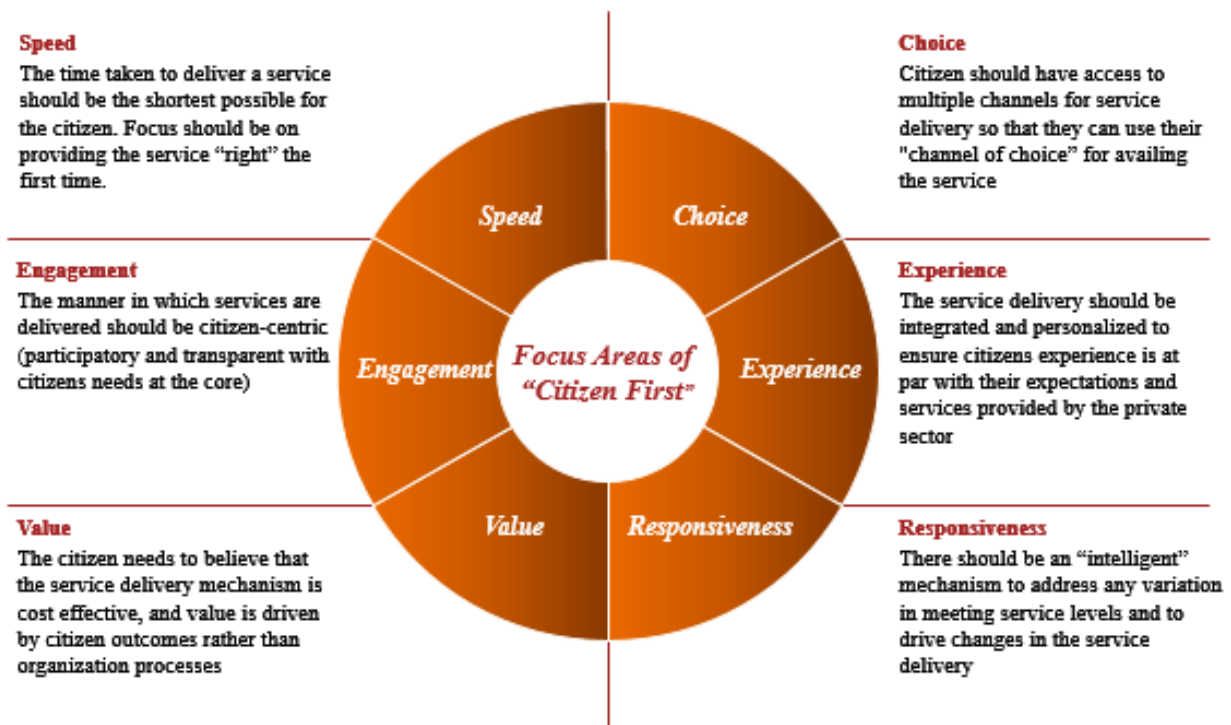 Speed
The time taken to deliver a service
should be the shortest possible for
the citizen. Focus should be on
providing the service “right” the
first time.
Choice
Citizen should have access to
multiple channels for service
delivery so that they can use their
"channel of choice” for availing
the service
Engagement
The manner in which services are
delivered should be citizen-centric
(participatory and transparent with
citizens needs at the core)
Experience
The service delivery should be
integrated and personalized to
ensure citizens experience is at
par with their expectations and
services provided by the private
sector
Value
The citizen needs to believe that
the service delivery mechanism is
cost effective, and value is driven
by citizen outcomes rather than
organization processes
Responsiveness
There should be an “intelligent”
mechanism to address any variation
in meeting service levels and to
drive changes in the service
delivery
Speed
Choice
Engagement
Focus Areas of
“Citizen First”
Experience
Value
Responsiveness